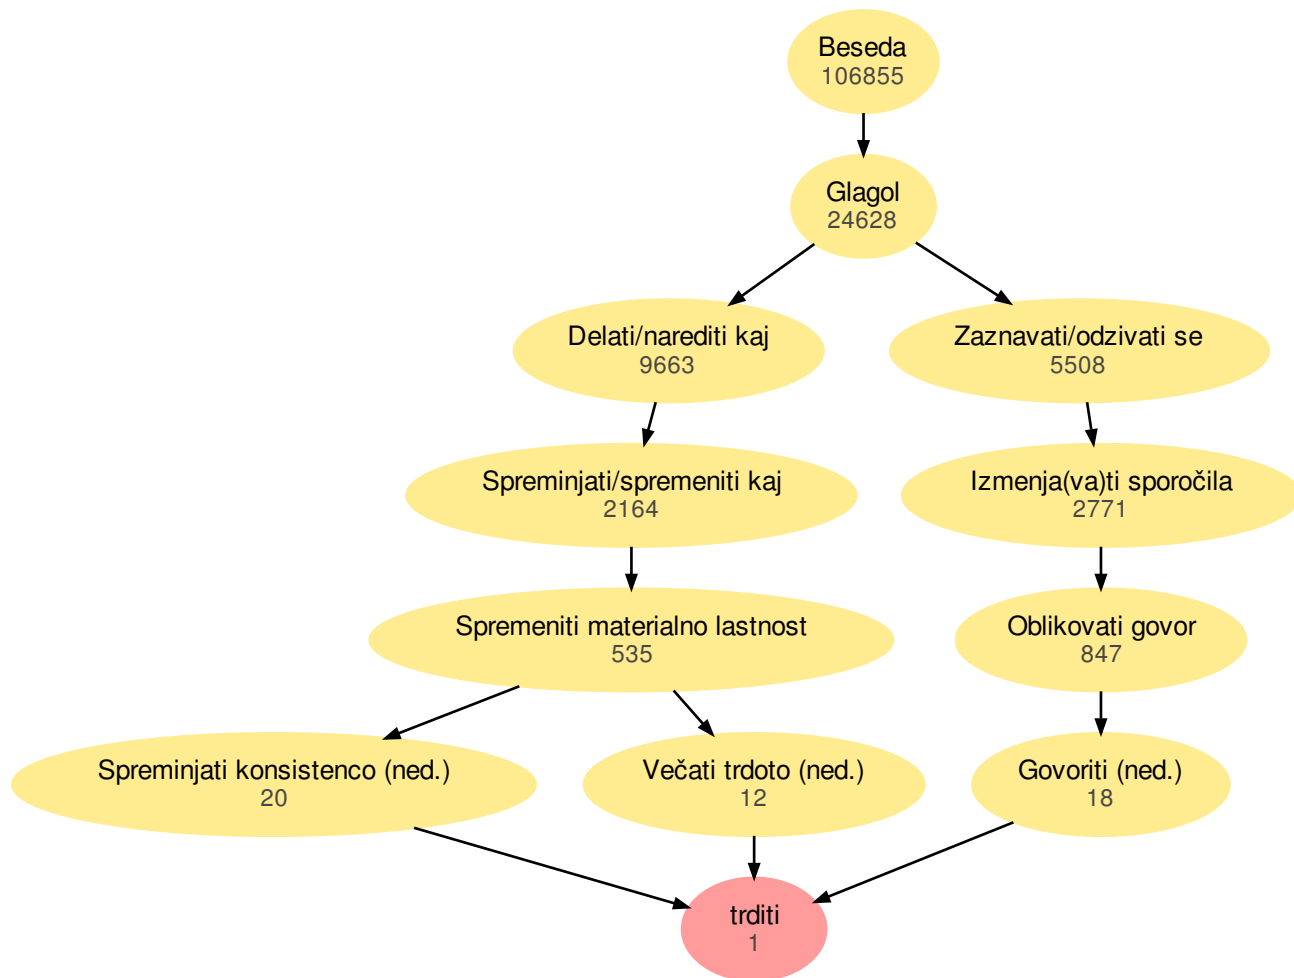 Beseda
106855
Glagol
24628
Delati/narediti kaj
9663
Zaznavati/odzivati se
5508
Spreminjati/spremeniti kaj
2164
Izmenja(va)ti sporočila
2771
Spremeniti materialno lastnost
535
Oblikovati govor
847
Spreminjati konsistenco (ned.)
20
Večati trdoto (ned.)
12
Govoriti (ned.)
18
trditi
1